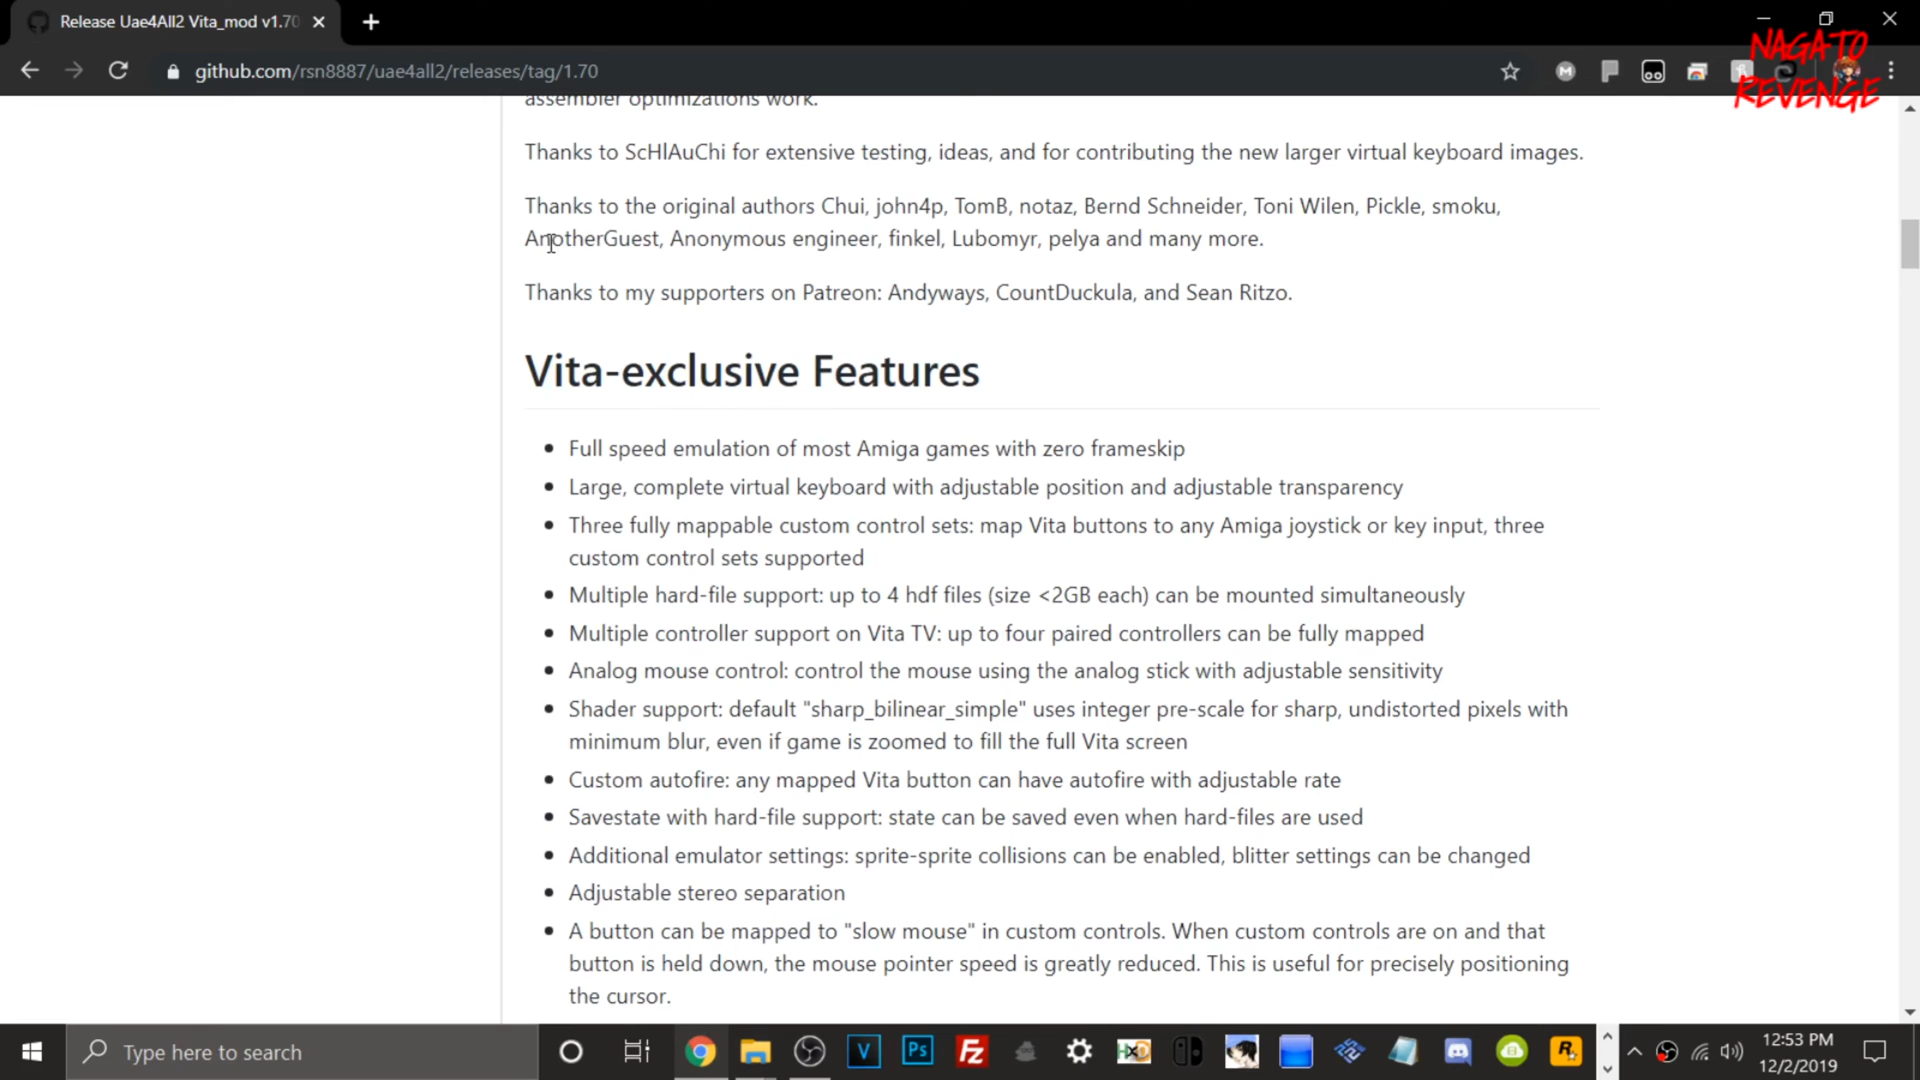 Release Uae4All2 Vita_mod v1.70
NAGATO
REVENGE
github.com/rsn8887/uae4all2/releases/tag/1.70
assembler optimizations work.
Thanks to ScHlAuChi for extensive testing, ideas, and for contributing the new larger virtual keyboard images.
Thanks to the original authors Chui, john4p, TomB, notaz, Bernd Schneider, Toni Wilen, Pickle, smoku,
AnotherGuest, Anonymous engineer, finkel, Lubomyr, pelya and many more.
Thanks to my supporters on Patreon: Andyways, CountDuckula, and Sean Ritzo.
Vita-exclusive Features
• Full speed emulation of most Amiga games with zero frameskip
• Large, complete virtual keyboard with adjustable position and adjustable transparency
• Three fully mappable custom control sets: map Vita buttons to any Amiga joystick or key input, three
custom control sets supported
• Multiple hard-file support: up to 4 hdf files (size <2GB each) can be mounted simultaneously
• Multiple controller support on Vita TV: up to four paired controllers can be fully mapped
• Analog mouse control: control the mouse using the analog stick with adjustable sensitivity
• Shader support: default "sharp_bilinear_simple" uses integer pre-scale for sharp, undistorted pixels with
minimum blur, even if game is zoomed to fill the full Vita screen
• Custom autofire: any mapped Vita button can have autofire with adjustable rate
• Savestate with hard-file support: state can be saved even when hard-files are used
• Additional emulator settings: sprite-sprite collisions can be enabled, blitter settings can be changed
• Adjustable stereo separation
• A button can be mapped to "slow mouse" in custom controls. When custom controls are on and that
button is held down, the mouse pointer speed is greatly reduced. This is useful for precisely positioning
the cursor.
Type here to search
12:53 PM
12/2/2019